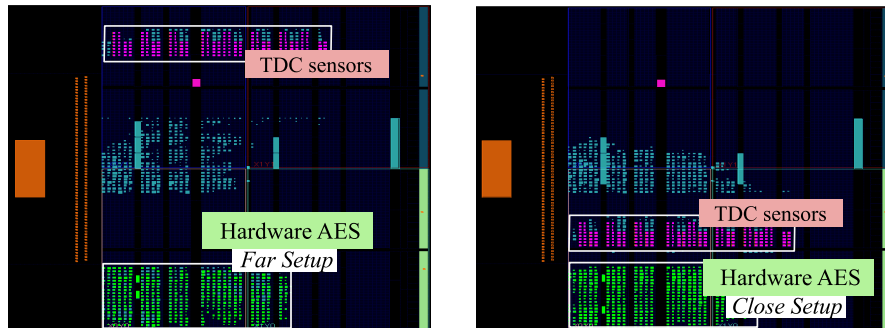 TDC sensors
Hardware AES
Far Setup
TDC sensors
Hardware AES
Close Setup